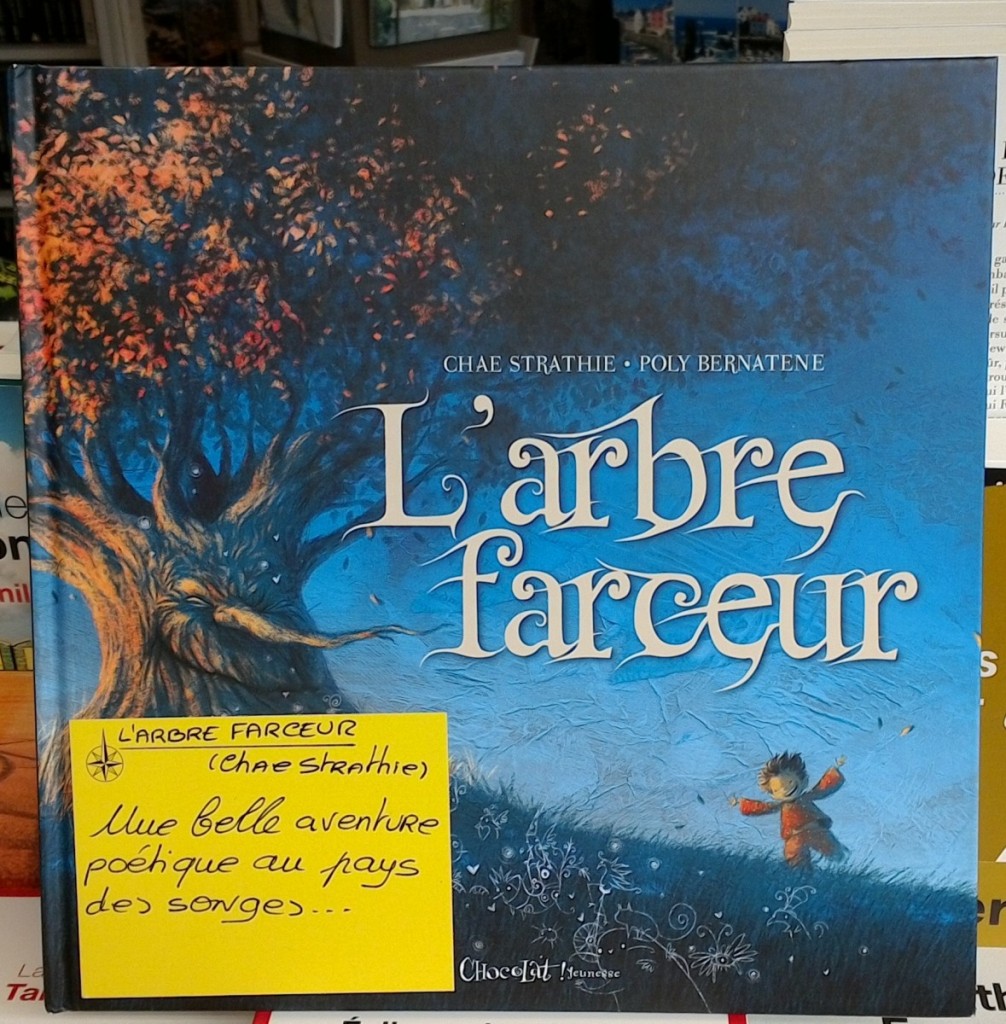 CHAE STRATHIE • POLY BERNATENE
L'arbre
farceur
L'ARBRE FARCEUR
(Chae Strathie)
Une belle aventure
poétique au pays
des songes...
CHocoLat ! Jeunesse